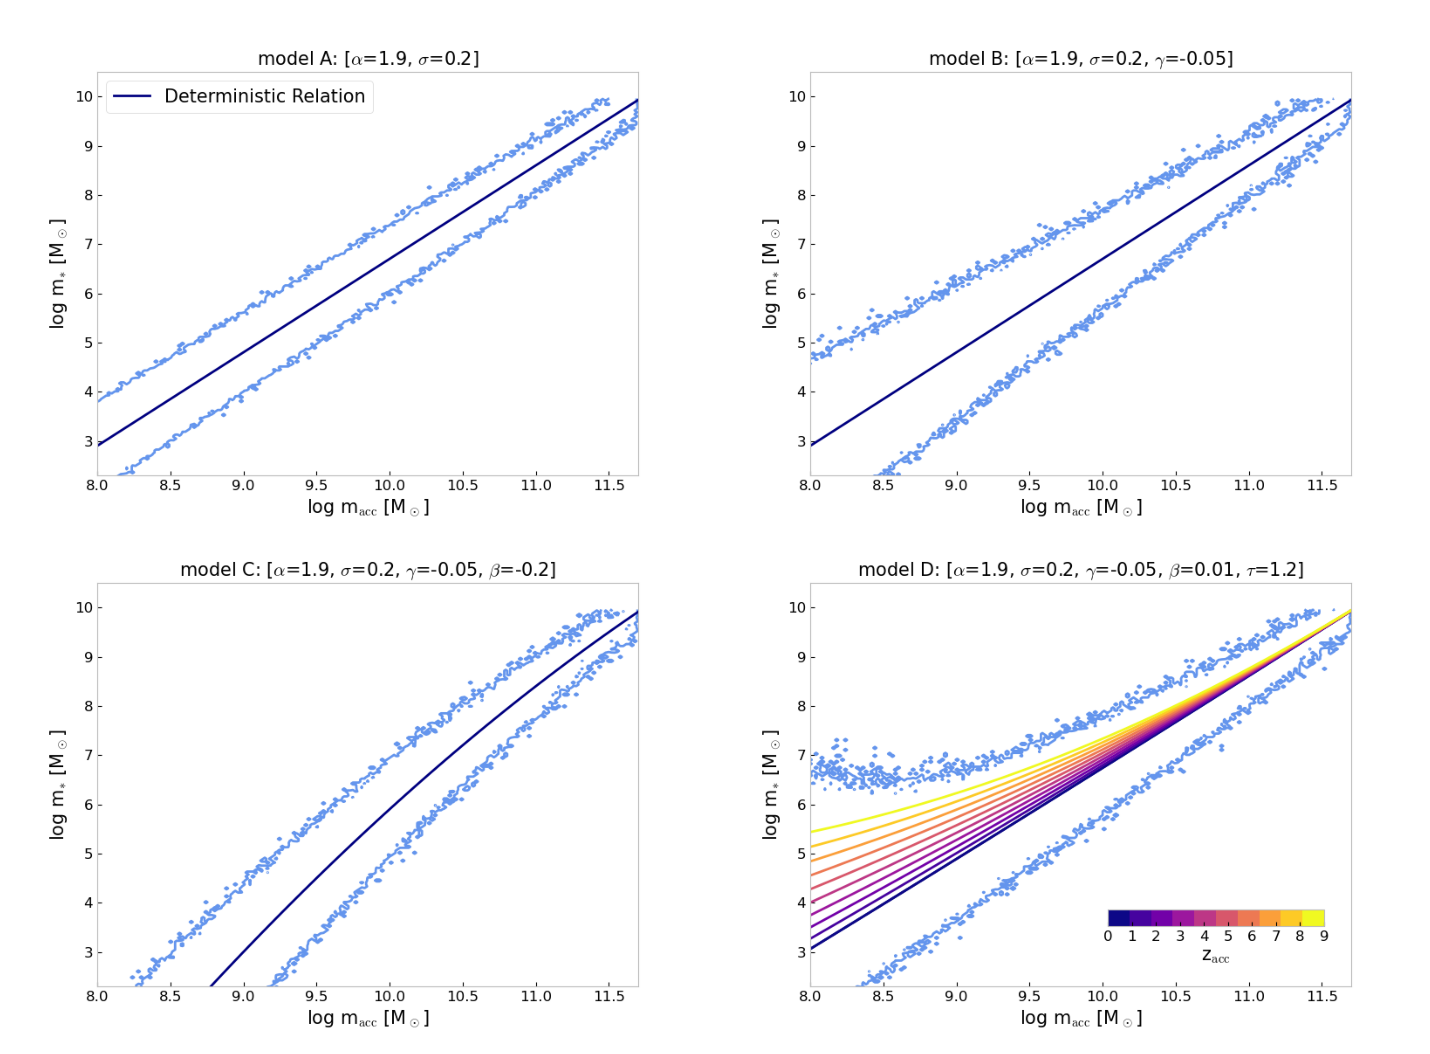 model A: [α=1.9, σ=0.2]
Deterministic Relation
10
9
8
7
6
5
4
3
log m* [M⊙]
8.0 8.5 9.0 9.5 10.0 10.5 11.0 11.5
log macc [M⊙]
model B: [α=1.9, σ=0.2, γ=-0.05]
10
9
8
7
6
5
4
3
log m* [M⊙]
8.0 8.5 9.0 9.5 10.0 10.5 11.0 11.5
log macc [M⊙]
model C: [α=1.9, σ=0.2, γ=-0.05, β=-0.2]
10
9
8
7
6
5
4
3
log m* [M⊙]
8.0 8.5 9.0 9.5 10.0 10.5 11.0 11.5
log macc [M⊙]
model D: [α=1.9, σ=0.2, γ=-0.05, β=0.01, τ=1.2]
10
9
8
7
6
5
4
3
log m* [M⊙]
0 1 2 3 4 5 6 7 8 9
zacc
8.0 8.5 9.0 9.5 10.0 10.5 11.0 11.5
log macc [M⊙]